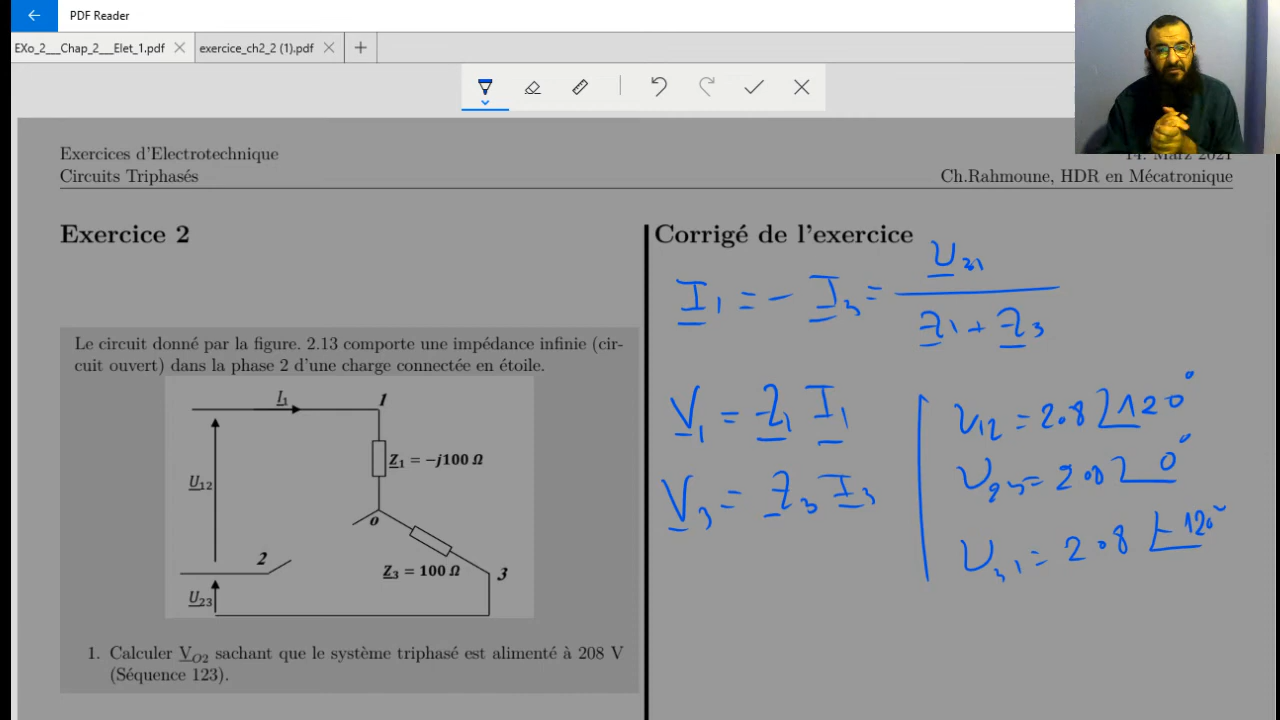 PDF Reader
EXo_2___Chap_2___Elet_1.pdf
exercice_ch2_2 (1).pdf
Exercices d'Electrotechnique
Circuits Triphasés
14. März 2021
Ch.Rahmoune, HDR en Mécatronique
Exercice 2
Le circuit donné par la figure. 2.13 comporte une impédance infinie (cir-
cuit ouvert) dans la phase 2 d'une charge connectée en étoile.
I1
1
Z1 = −j100 Ω
U12
o
2
Z3 = 100 Ω
3
U23
1. Calculer VO2 sachant que le système triphasé est alimenté à 208 V
(Séquence 123).
Corrigé de l'exercice
I1 = − I3 = U31 / Z1 + Z3
V1 = Z1 I1
V3 = Z3 I3
U12 = 208 ∠120°
U23 = 208 ∠0°
U31 = 208 ∠-120°